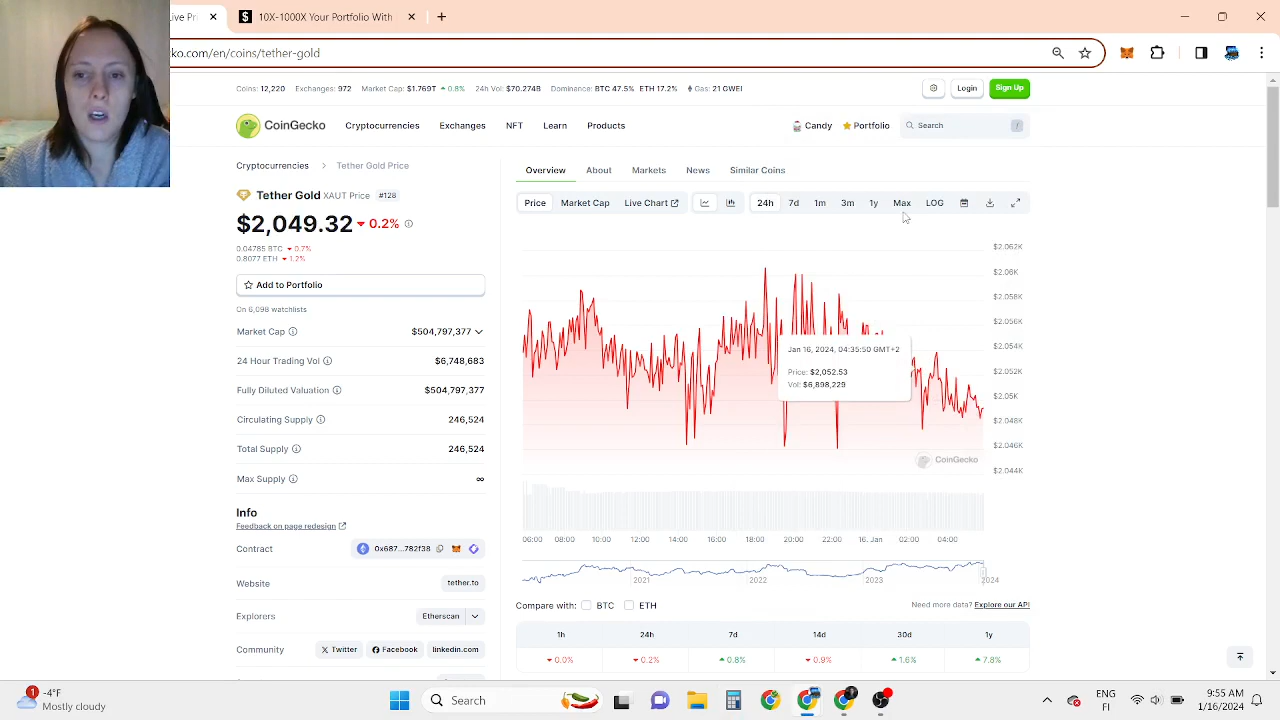 ive Pri
$ 10X-1000X Your Portfolio With
ko.com/en/coins/tether-gold
Coins: 12,22
changes: 972
Market Cap: $1.769T 0.8%
24h Vol: $70.274B
Dominance: BTC 47.5% ETH 17.2%
Gas: 21 GWEI
Login
Sign Up
CoinGecko
Cryptocurrencies
Exchanges
NFT
Learn
Products
Candy
Portfolio
Search
/
Cryptocurrencies
Tether Gold Price
Overview
About
Markets
News
Similar Coins
Tether Gold XAUT Price #128
$2,049.32 0.2%
0.04785 BTC 0.7%
0.8077 ETH 1.2%
Add to Portfolio
On 6,098 watchlists
Market Cap $504,797,377
24 Hour Trading Vol $6,748,683
Fully Diluted Valuation $504,797,377
Circulating Supply 246,524
Total Supply 246,524
Max Supply ∞
Info
Feedback on page redesign
Contract 0x687...782f38
Website tether.to
Explorers Etherscan
Community Twitter Facebook linkedin.com
Price
Market Cap
Live Chart
24h
7d
1m
3m
1y
Max
LOG
$2.062K
$2.06K
$2.058K
$2.056K
$2.054K
$2.052K
$2.05K
$2.048K
$2.046K
$2.044K
Jan 16, 2024, 04:35:50 GMT+2
Price: $2,052.53
Vol: $6,898,229
CoinGecko
06:00 08:00 10:00 12:00 14:00 16:00 18:00 20:00 22:00 16. Jan 02:00 04:00
2021 2022 2023 2024
Compare with: BTC ETH
Need more data? Explore our API
1h 24h 7d 14d 30d 1y
0.0% 0.2% 0.8% 0.9% 1.6% 7.8%
1
-4°F
Mostly cloudy
Search
ENG
FI
9:55 AM
1/16/2024